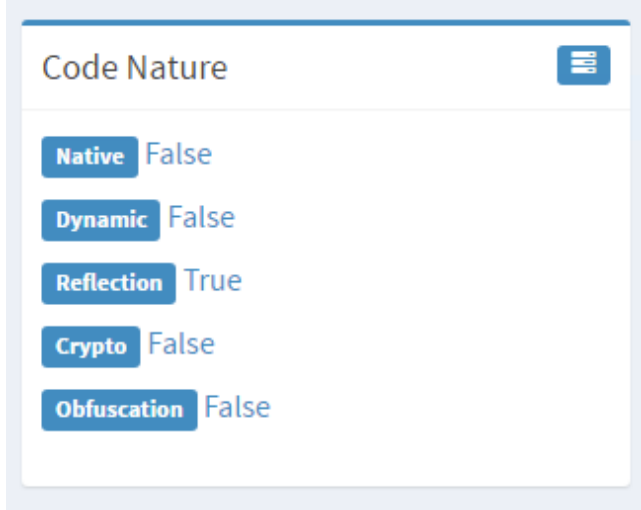 Code Nature
Native False
Dynamic False
Reflection True
Crypto False
Obfuscation False